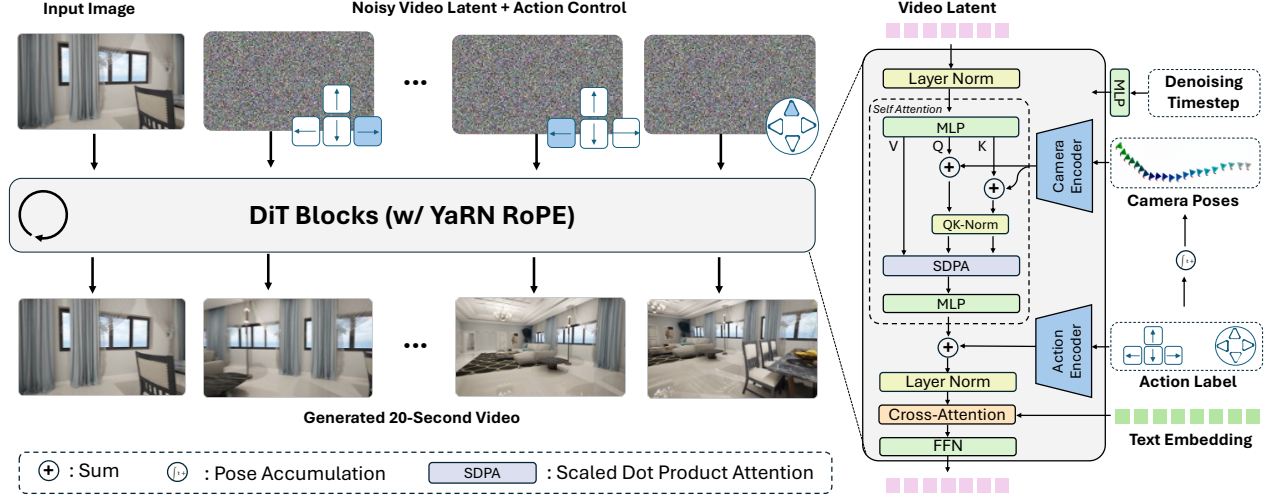 Input Image
Noisy Video Latent + Action Control
...
DiT Blocks (w/ YaRN RoPE)
...
Generated 20-Second Video
+ : Sum
: Pose Accumulation
SDPA : Scaled Dot Product Attention
Video Latent
Layer Norm
Self Attention
MLP
V
Q
K
+
+
QK-Norm
SDPA
MLP
+
Layer Norm
Cross-Attention
FFN
MLP
Denoising
Timestep
Camera
Encoder
Camera Poses
Action
Encoder
Action Label
Text Embedding